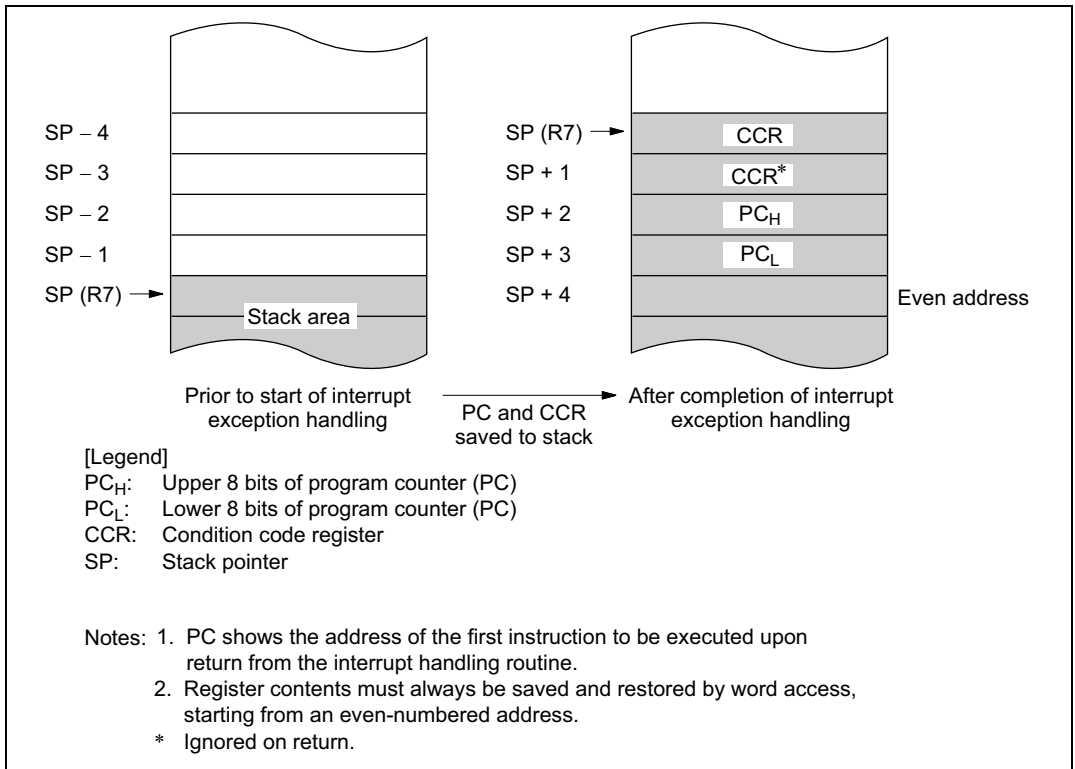 SP – 4
SP – 3
SP – 2
SP – 1
SP (R7)
Stack area
SP (R7)
SP + 1
SP + 2
SP + 3
SP + 4
CCR
CCR*
PCH
PCL
Even address
Prior to start of interrupt
exception handling
PC and CCR
saved to stack
After completion of interrupt
exception handling
[Legend]
PCH: Upper 8 bits of program counter (PC)
PCL: Lower 8 bits of program counter (PC)
CCR: Condition code register
SP: Stack pointer
Notes: 1. PC shows the address of the first instruction to be executed upon
return from the interrupt handling routine.
2. Register contents must always be saved and restored by word access,
starting from an even-numbered address.
* Ignored on return.